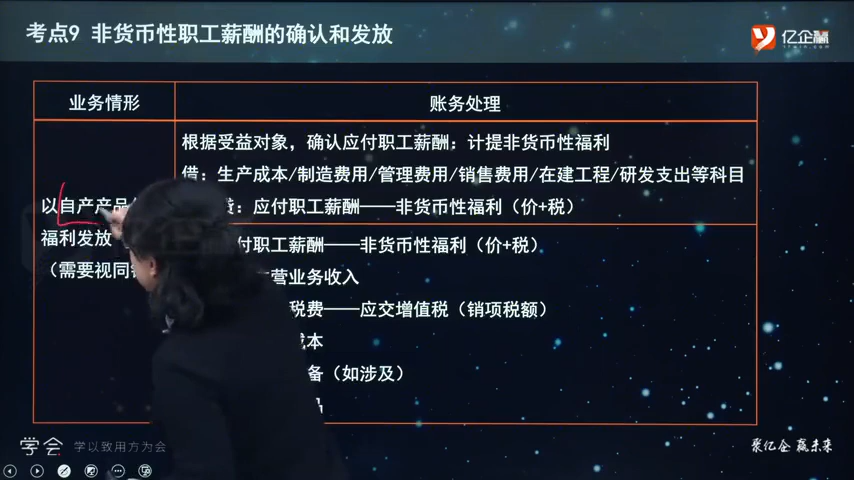 考点9 非货币性职工薪酬的确认和发放
亿企赢
业务情形
账务处理
以自产产品
福利发放
（需要视同
根据受益对象，确认应付职工薪酬：计提非货币性福利
借：生产成本/制造费用/管理费用/销售费用/在建工程/研发支出等科目
贷：应付职工薪酬——非货币性福利（价+税）
付职工薪酬——非货币性福利（价+税）
营业务收入
税费——应交增值税（销项税额）
成本
备（如涉及）
品
学会 学以致用方为会
聚亿企 赢未来